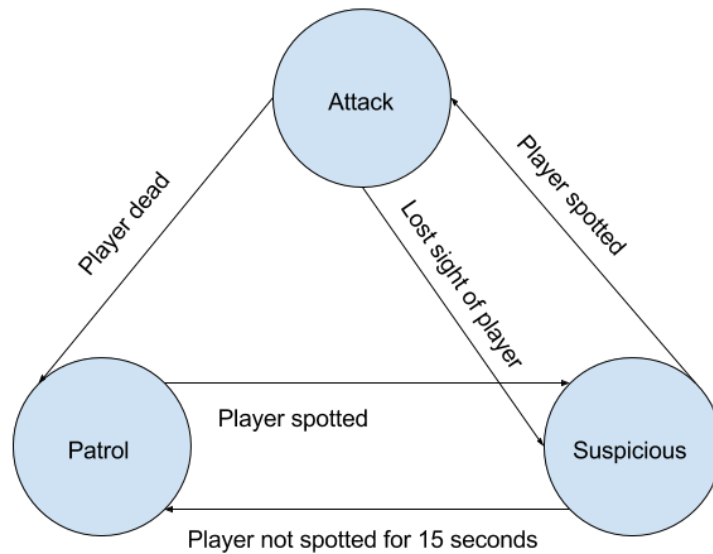 Attack
Player dead
Lost sight of player
Player spotted
Patrol
Player spotted
Suspicious
Player not spotted for 15 seconds